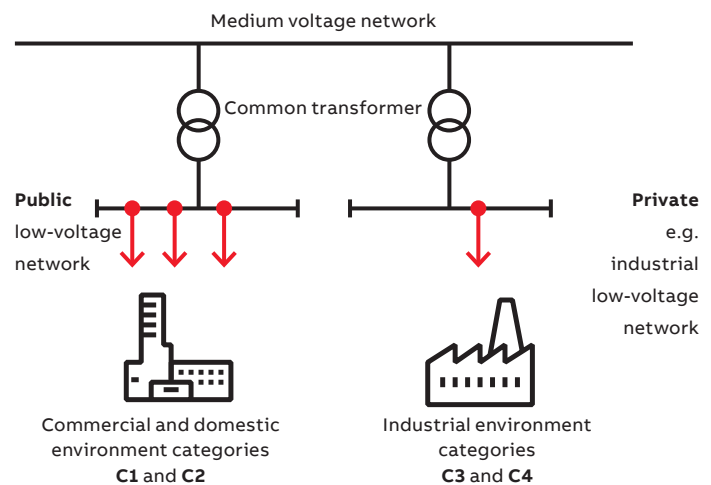 Medium voltage network
Common transformer
Public
low-voltage
network
Private
e.g.
industrial
low-voltage
network
Commercial and domestic
environment categories
C1 and C2
Industrial environment
categories
C3 and C4